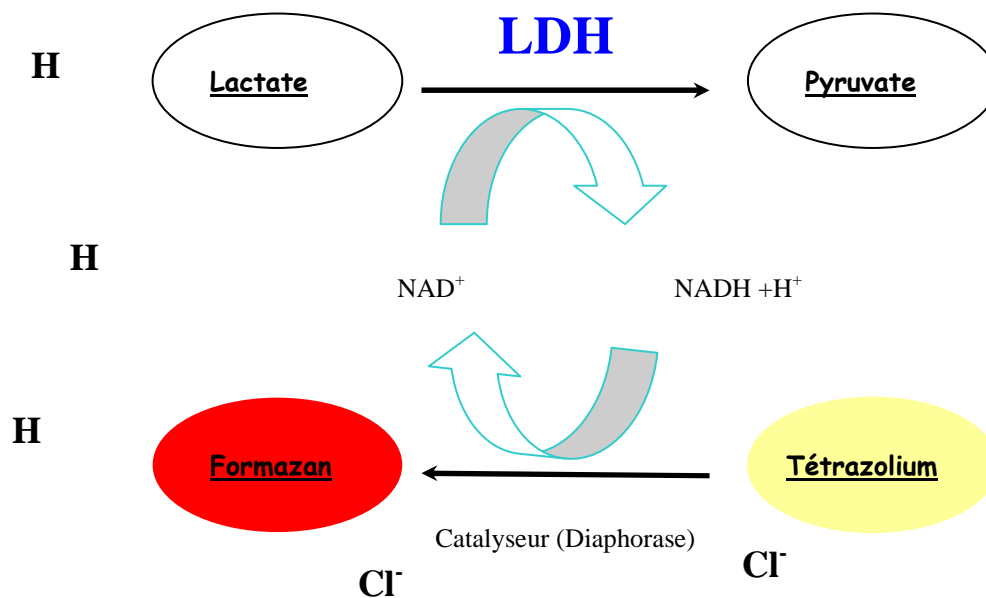 LDH
H
Lactate
Pyruvate
H
NAD⁺
NADH +H⁺
H
Formazan
Tétrazolium
Catalyseur (Diaphorase)
Cl⁻
Cl⁻